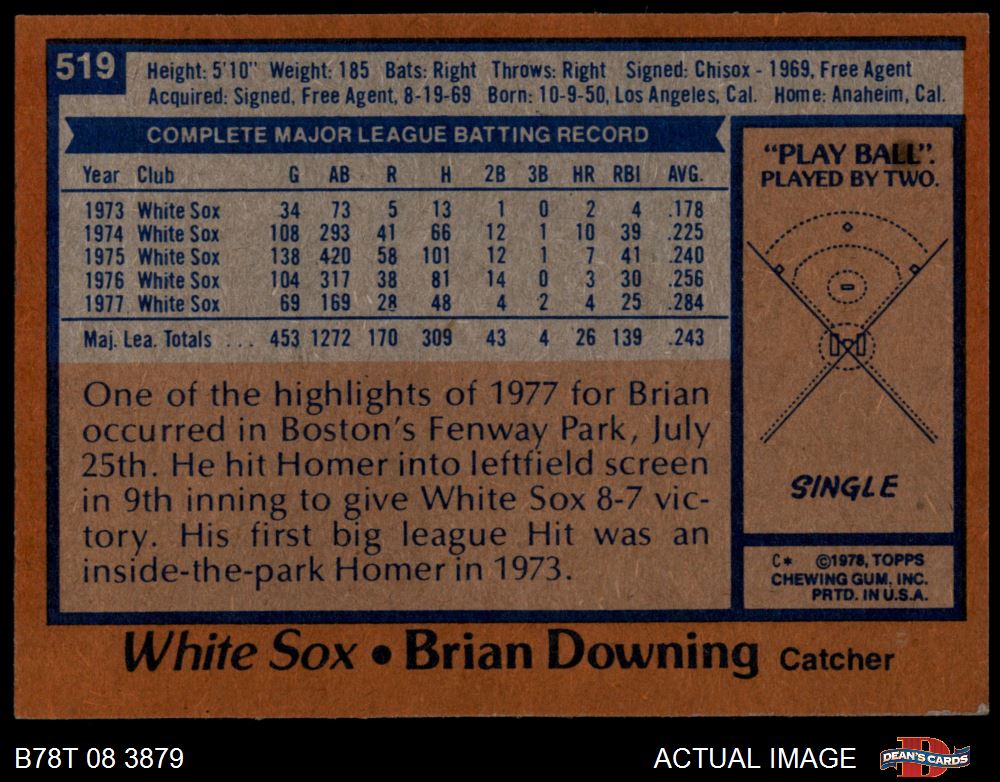 519
Height: 5'10" Weight: 185 Bats: Right Throws: Right Signed: Chisox - 1969, Free Agent
Acquired: Signed, Free Agent, 8-19-69 Born: 10-9-50, Los Angeles, Cal. Home: Anaheim, Cal.
COMPLETE MAJOR LEAGUE BATTING RECORD
Year Club G AB R H 2B 3B HR RBI AVG.
1973 White Sox 34 73 5 13 1 0 2 4 .178
1974 White Sox 108 293 41 66 12 1 10 39 .225
1975 White Sox 138 420 58 101 12 1 7 41 .240
1976 White Sox 104 317 38 81 14 0 3 30 .256
1977 White Sox 69 169 28 48 4 2 4 25 .284
Maj. Lea. Totals . . . 453 1272 170 309 43 4 26 139 .243
One of the highlights of 1977 for Brian
occurred in Boston's Fenway Park, July
25th. He hit Homer into leftfield screen
in 9th inning to give White Sox 8-7 vic-
tory. His first big league Hit was an
inside-the-park Homer in 1973.
"PLAY BALL".
PLAYED BY TWO.
SINGLE
C* ©1978, TOPPS
CHEWING GUM, INC.
PRTD. IN U.S.A.
White Sox • Brian Downing Catcher
B78T 08 3879
ACTUAL IMAGE
DEAN'S CARDS